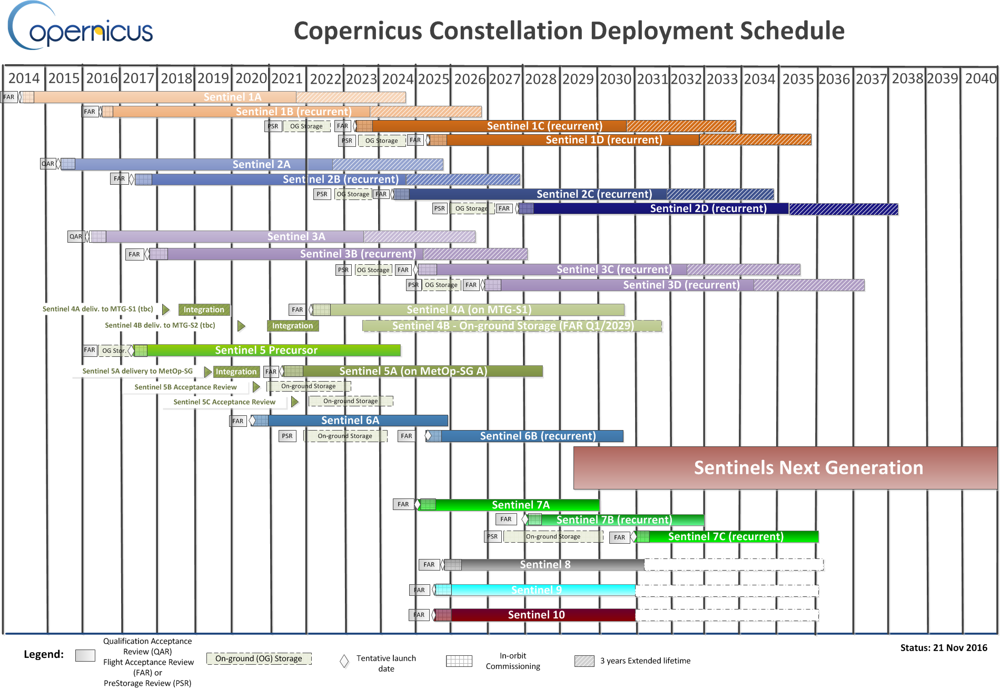 Copernicus
Copernicus Constellation Deployment Schedule
2014 2015 2016 2017 2018 2019 2020 2021 2022 2023 2024 2025 2026 2027 2028 2029 2030 2031 2032 2033 2034 2035 2036 2037 2038 2039 2040
FAR Sentinel 1A
FAR Sentinel 1B (recurrent)
PSR OG Storage FAR Sentinel 1C (recurrent)
PSR OG Storage FAR Sentinel 1D (recurrent)
QAR Sentinel 2A
FAR Sentinel 2B (recurrent)
PSR OG Storage FAR Sentinel 2C (recurrent)
PSR OG Storage FAR Sentinel 2D (recurrent)
QAR Sentinel 3A
FAR Sentinel 3B (recurrent)
PSR OG Storage FAR Sentinel 3C (recurrent)
PSR OG Storage FAR Sentinel 3D (recurrent)
Sentinel 4A deliv. to MTG-S1 (tbc) Integration FAR Sentinel 4A (on MTG-S1)
Sentinel 4B deliv. to MTG-S2 (tbc) Integration Sentinel 4B - On-ground Storage (FAR Q1/2029)
FAR OG Stor. Sentinel 5 Precursor
Sentinel 5A delivery to MetOp-SG Integration FAR Sentinel 5A (on MetOp-SG A)
Sentinel 5B Acceptance Review On-ground Storage
Sentinel 5C Acceptance Review On-ground Storage
FAR Sentinel 6A
PSR On-ground Storage FAR Sentinel 6B (recurrent)
Sentinels Next Generation
FAR Sentinel 7A
FAR Sentinel 7B (recurrent)
PSR On-ground Storage FAR Sentinel 7C (recurrent)
FAR Sentinel 8
FAR Sentinel 9
FAR Sentinel 10
Status: 21 Nov 2016
Legend:
Qualification Acceptance
Review (QAR)
Flight Acceptance Review
(FAR) or
PreStorage Review (PSR)
On-ground (OG) Storage
Tentative launch
date
In-orbit
Commissioning
3 years Extended lifetime